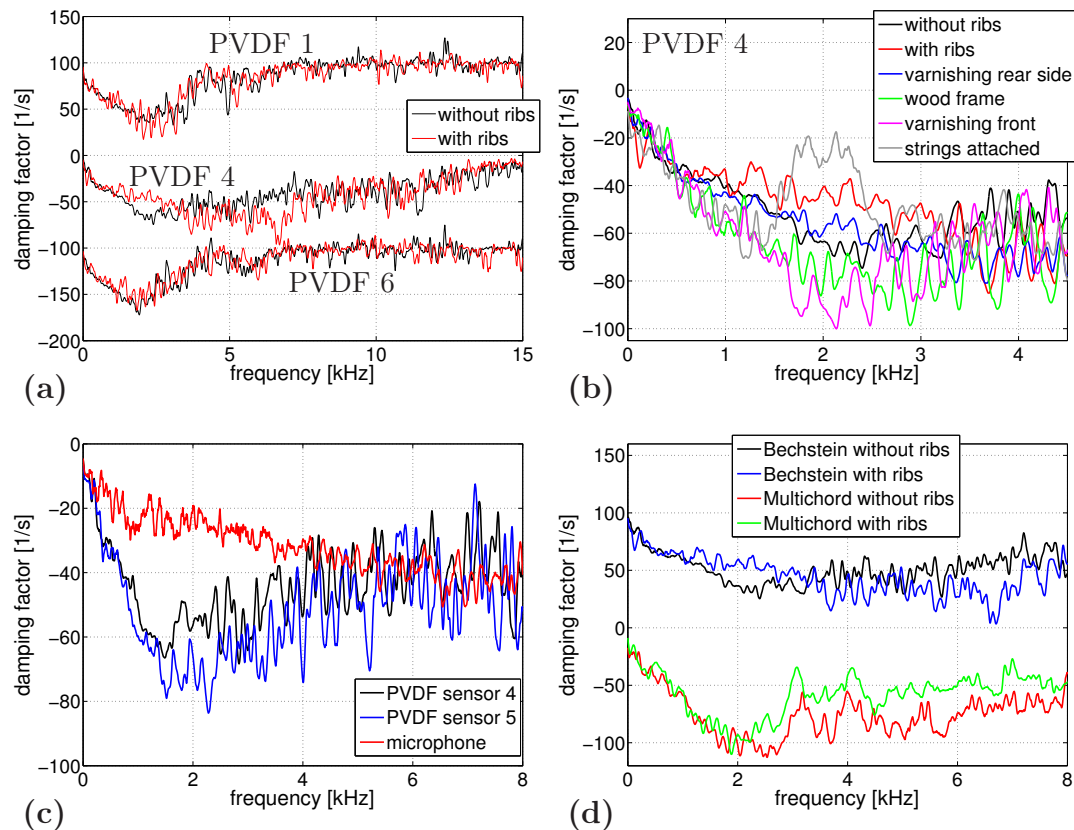 150
100
50
0
50
0
−50
−100
−150
−200
damping factor [1/s]
PVDF 1
PVDF 4
PVDF 6
without ribs
with ribs
0 5 10 15
frequency [kHz]
(a)
20
0
−20
−40
−60
−80
−100
damping factor [1/s]
PVDF 4
without ribs
with ribs
varnishing rear side
wood frame
varnishing front
strings attached
0 1 2 3 4
frequency [kHz]
(b)
0
−20
−40
−60
−80
−100
damping factor [1/s]
PVDF sensor 4
PVDF sensor 5
microphone
0 2 4 6 8
frequency [kHz]
(c)
150
100
50
0
−50
−100
damping factor [1/s]
Bechstein without ribs
Bechstein with ribs
Multichord without ribs
Multichord with ribs
0 2 4 6 8
frequency [kHz]
(d)